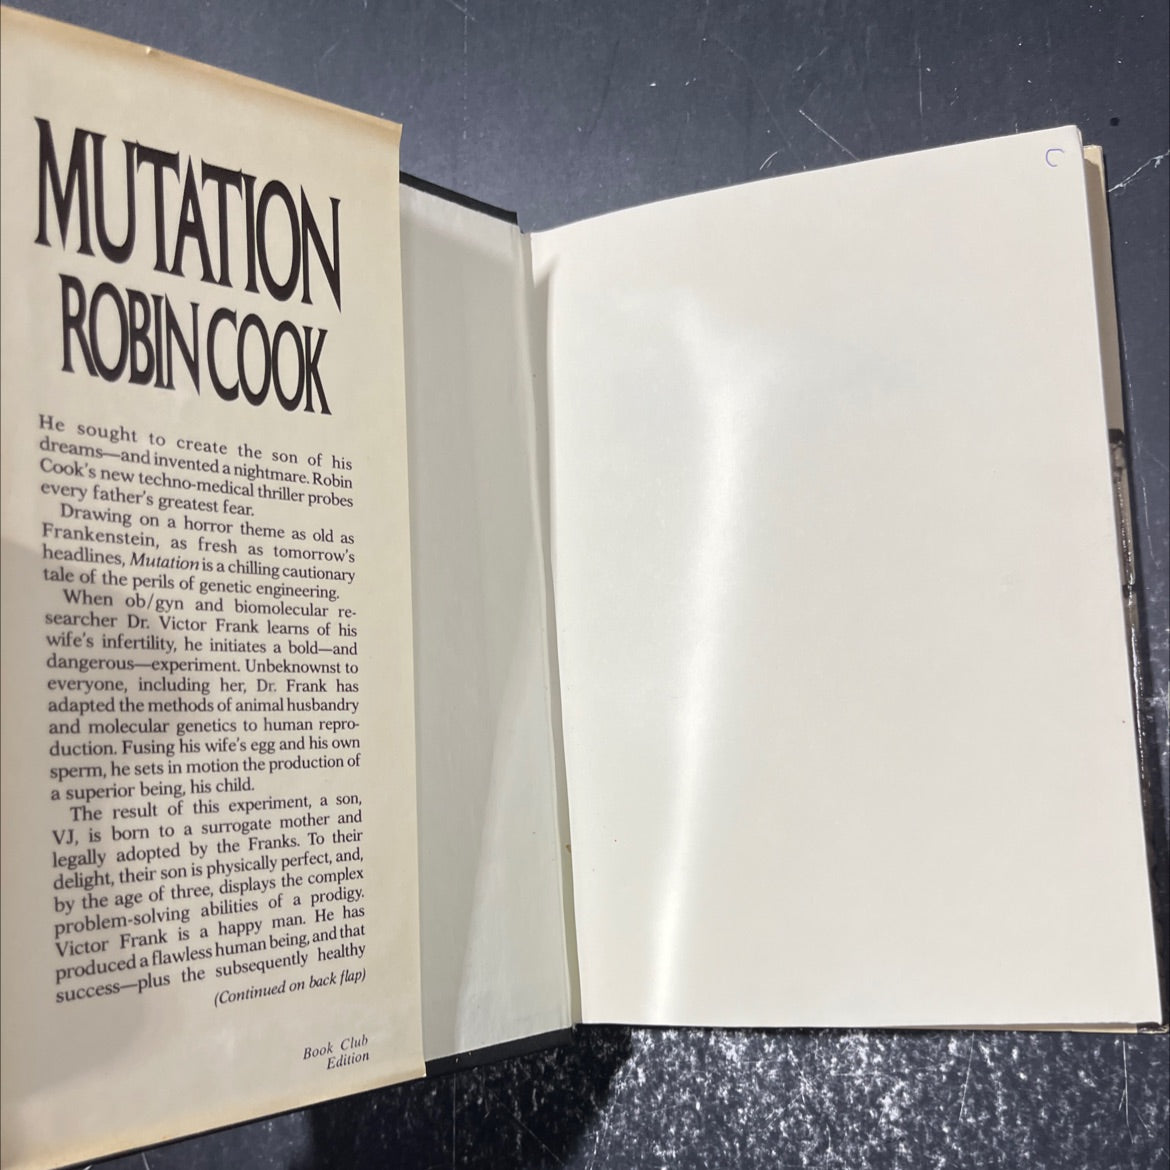 MUTATION
ROBIN COOK
He sought to create the son of his
dreams—and invented a nightmare. Robin
Cook's new techno-medical thriller probes
every father's greatest fear.
Drawing on a horror theme as old as
Frankenstein, as fresh as tomorrow's
headlines, Mutation is a chilling cautionary
tale of the perils of genetic engineering.
When ob/gyn and biomolecular re-
searcher Dr. Victor Frank learns of his
wife's infertility, he initiates a bold—and
dangerous—experiment. Unbeknownst to
everyone, including her, Dr. Frank has
adapted the methods of animal husbandry
and molecular genetics to human repro-
duction. Fusing his wife's egg and his own
sperm, he sets in motion the production of
a superior being, his child.
The result of this experiment, a son,
VJ, is born to a surrogate mother and
legally adopted by the Franks. To their
delight, their son is physically perfect, and,
by the age of three, displays the complex
problem-solving abilities of a prodigy.
Victor Frank is a happy man. He has
produced a flawless human being, and that
success—plus the subsequently healthy
(Continued on back flap)
Book Club
Edition